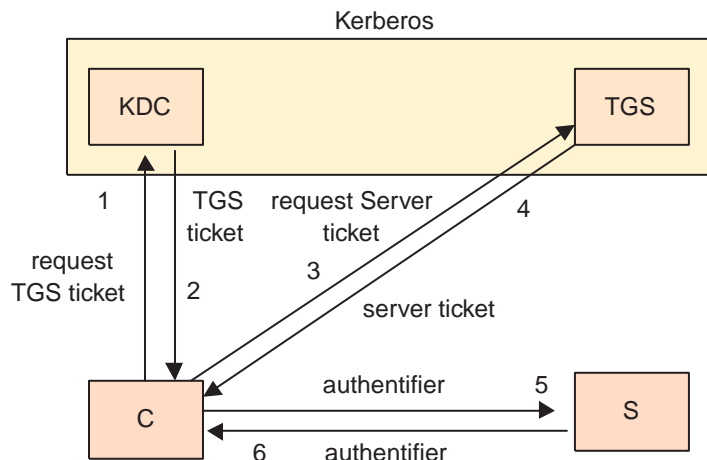 Kerberos
KDC
TGS
1
TGS
ticket
request Server
ticket
4
request
TGS ticket
2
3
server ticket
C
authentifier
5
S
6
authentifier